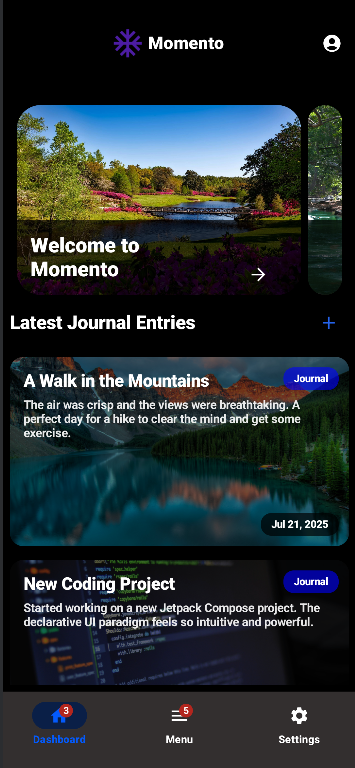 Momento
Welcome to
Momento
Latest Journal Entries
A Walk in the Mountains
Journal
The air was crisp and the views were breathtaking. A
perfect day for a hike to clear the mind and get some
exercise.
Jul 21, 2025
New Coding Project
Journal
Started working on a new Jetpack Compose project. The
declarative UI paradigm feels so intuitive and powerful.
3
5
Dashboard
Menu
Settings